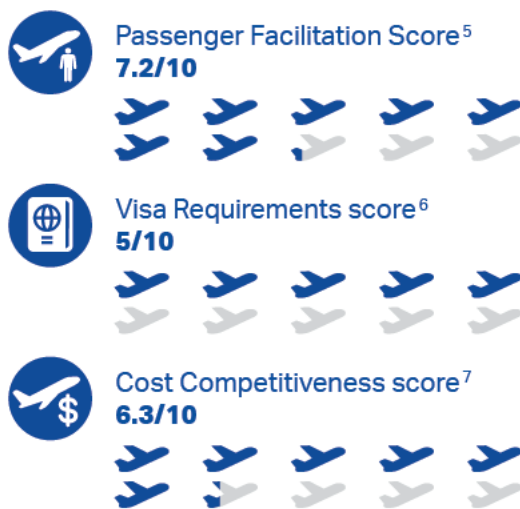 Passenger Facilitation Score⁵
7.2/10
Visa Requirements score⁶
5/10
$
Cost Competitiveness score⁷
6.3/10